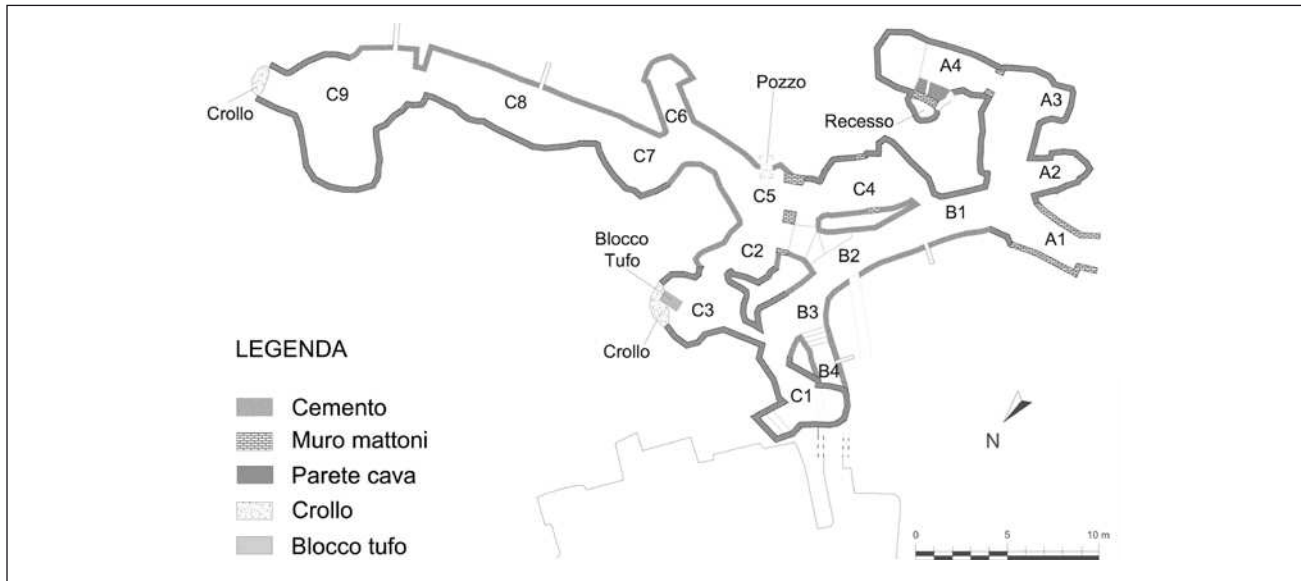 A4
A3
Crollo
C9
C8
Pozzo
C6
Recesso
C7
A2
C5
C4
B1
A1
Blocco
Tufo
C2
B2
C3
B3
Crollo
B4
C1
LEGENDA
Cemento
Muro mattoni
Parete cava
Crollo
Blocco tufo
N
0 5 10 m